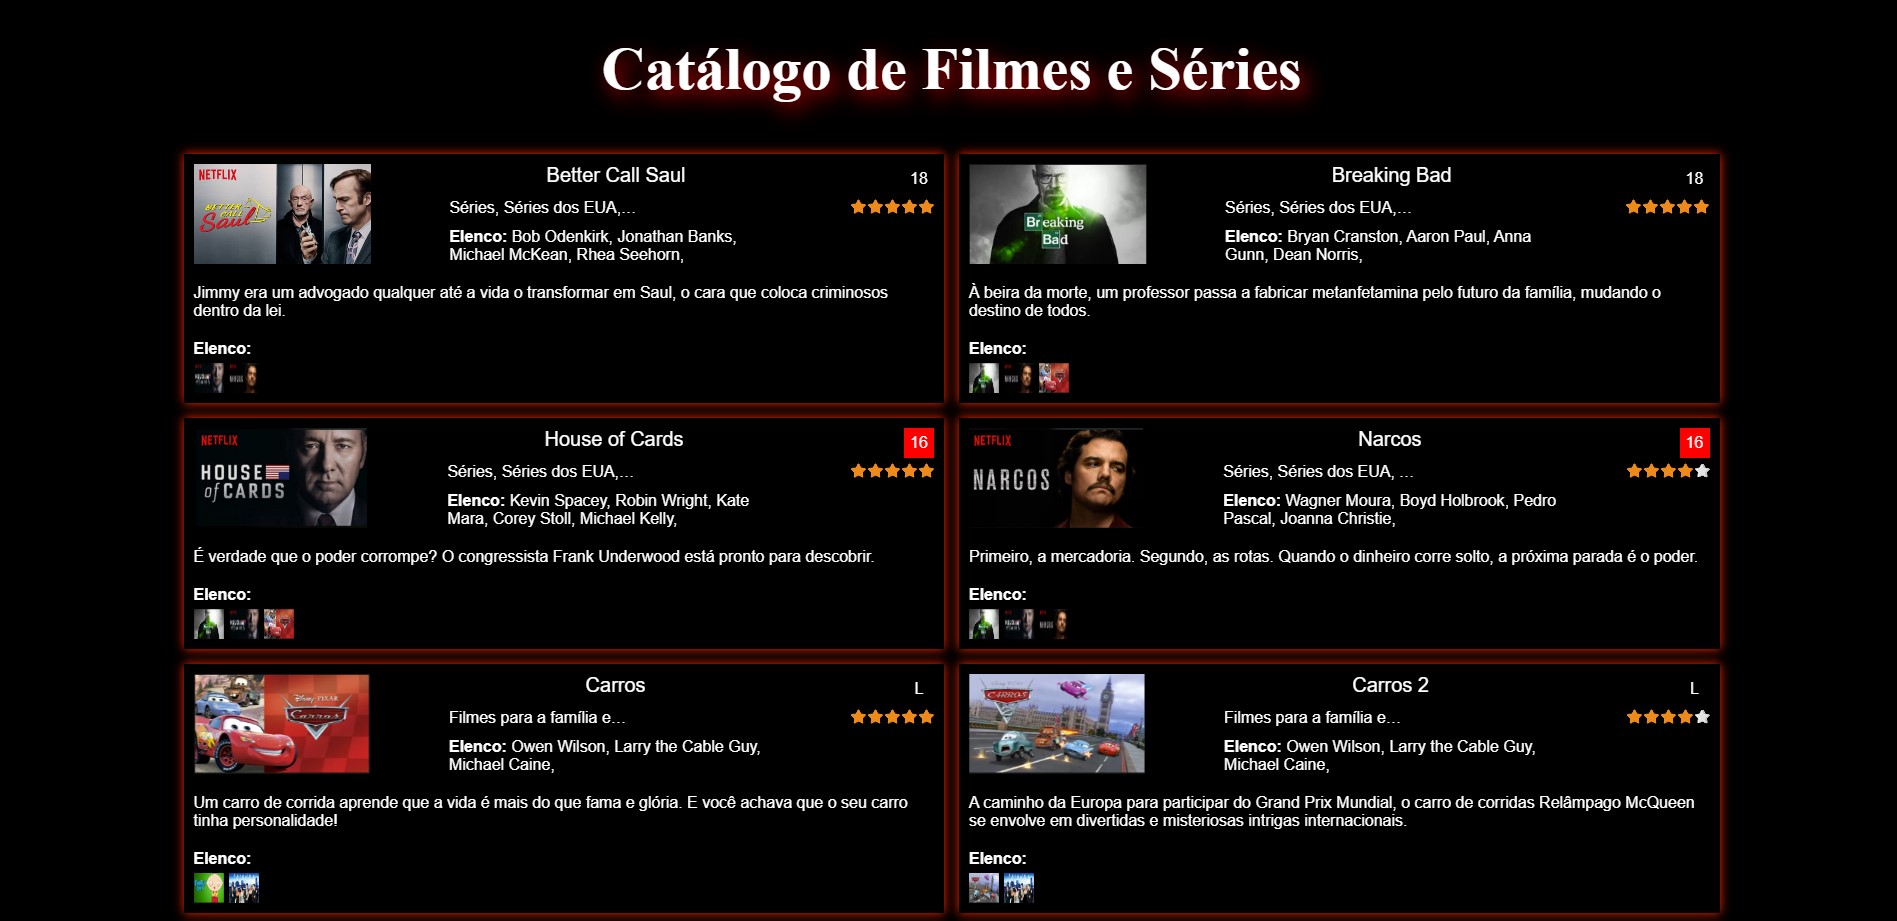 Catálogo de Filmes e Séries
NETFLIX
BETTER CALL
Saul
Better Call Saul
18
Séries, Séries dos EUA,...
Elenco: Bob Odenkirk, Jonathan Banks,
Michael McKean, Rhea Seehorn,
Jimmy era um advogado qualquer até a vida o transformar em Saul, o cara que coloca criminosos
dentro da lei.
Elenco:
Breaking
Bad
Breaking Bad
18
Séries, Séries dos EUA,...
Elenco: Bryan Cranston, Aaron Paul, Anna
Gunn, Dean Norris,
À beira da morte, um professor passa a fabricar metanfetamina pelo futuro da família, mudando o
destino de todos.
Elenco:
NETFLIX
HOUSE
of CARDS
House of Cards
16
Séries, Séries dos EUA,...
Elenco: Kevin Spacey, Robin Wright, Kate
Mara, Corey Stoll, Michael Kelly,
É verdade que o poder corrompe? O congressista Frank Underwood está pronto para descobrir.
Elenco:
NETFLIX
NARCOS
Narcos
16
Séries, Séries dos EUA, ...
Elenco: Wagner Moura, Boyd Holbrook, Pedro
Pascal, Joanna Christie,
Primeiro, a mercadoria. Segundo, as rotas. Quando o dinheiro corre solto, a próxima parada é o poder.
Elenco:
Disney PIXAR
Carros
Carros
L
Filmes para a família e...
Elenco: Owen Wilson, Larry the Cable Guy,
Michael Caine,
Um carro de corrida aprende que a vida é mais do que fama e glória. E você achava que o seu carro
tinha personalidade!
Elenco:
CARROS
2
Carros 2
L
Filmes para a família e...
Elenco: Owen Wilson, Larry the Cable Guy,
Michael Caine,
A caminho da Europa para participar do Grand Prix Mundial, o carro de corridas Relâmpago McQueen
se envolve em divertidas e misteriosas intrigas internacionais.
Elenco: